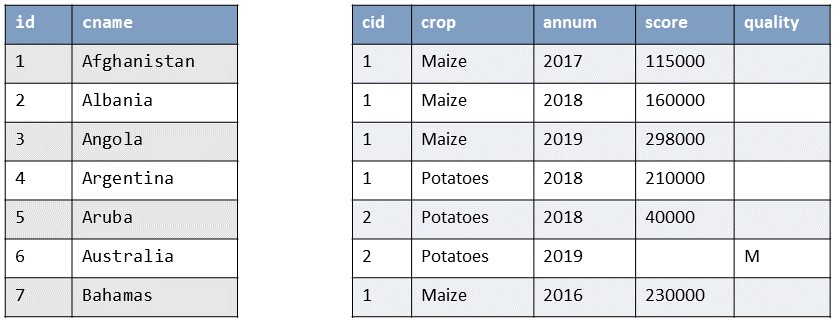 id cname
1 Afghanistan
2 Albania
3 Angola
4 Argentina
5 Aruba
6 Australia
7 Bahamas
cid crop annum score quality
1 Maize 2017 115000
1 Maize 2018 160000
1 Maize 2019 298000
1 Potatoes 2018 210000
2 Potatoes 2018 40000
2 Potatoes 2019 M
1 Maize 2016 230000